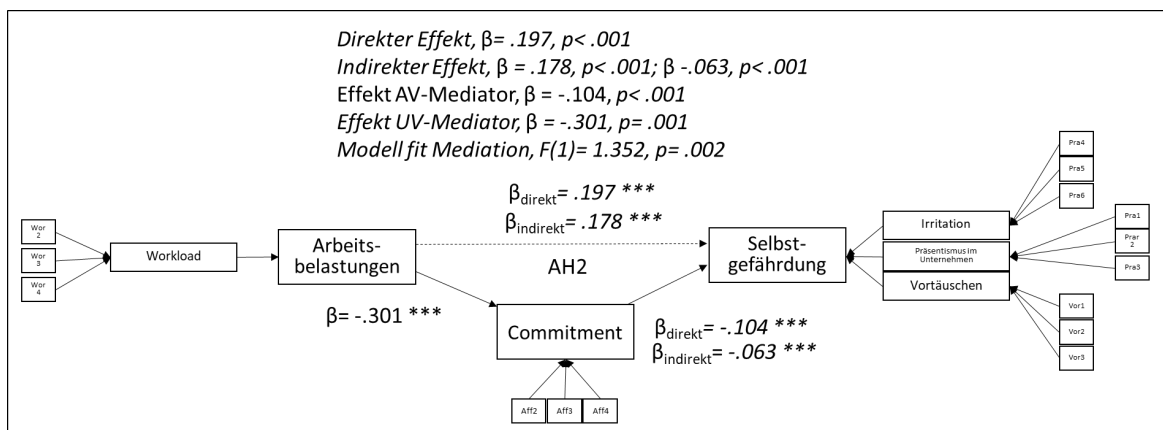 Direkter Effekt, β= .197, p< .001
Indirekter Effekt, β = .178, p< .001; β -.063, p< .001
Effekt AV-Mediator, β = -.104, p< .001
Effekt UV-Mediator, β = -.301, p= .001
Modell fit Mediation, F(1)= 1.352, p= .002
βdirekt= .197 ***
βindirekt= .178 ***
Wor
2
Wor
3
Wor
4
Workload
Arbeits-
belastungen
AH2
Selbst-
gefährdung
Irritation
Präsentismus im
Unternehmen
Vortäuschen
Pra4
Pra5
Pra6
Pra1
Prar
2
Pra3
Vor1
Vor2
Vor3
β= -.301 ***
Commitment
βdirekt= -.104 ***
βindirekt= -.063 ***
Aff2
Aff3
Aff4